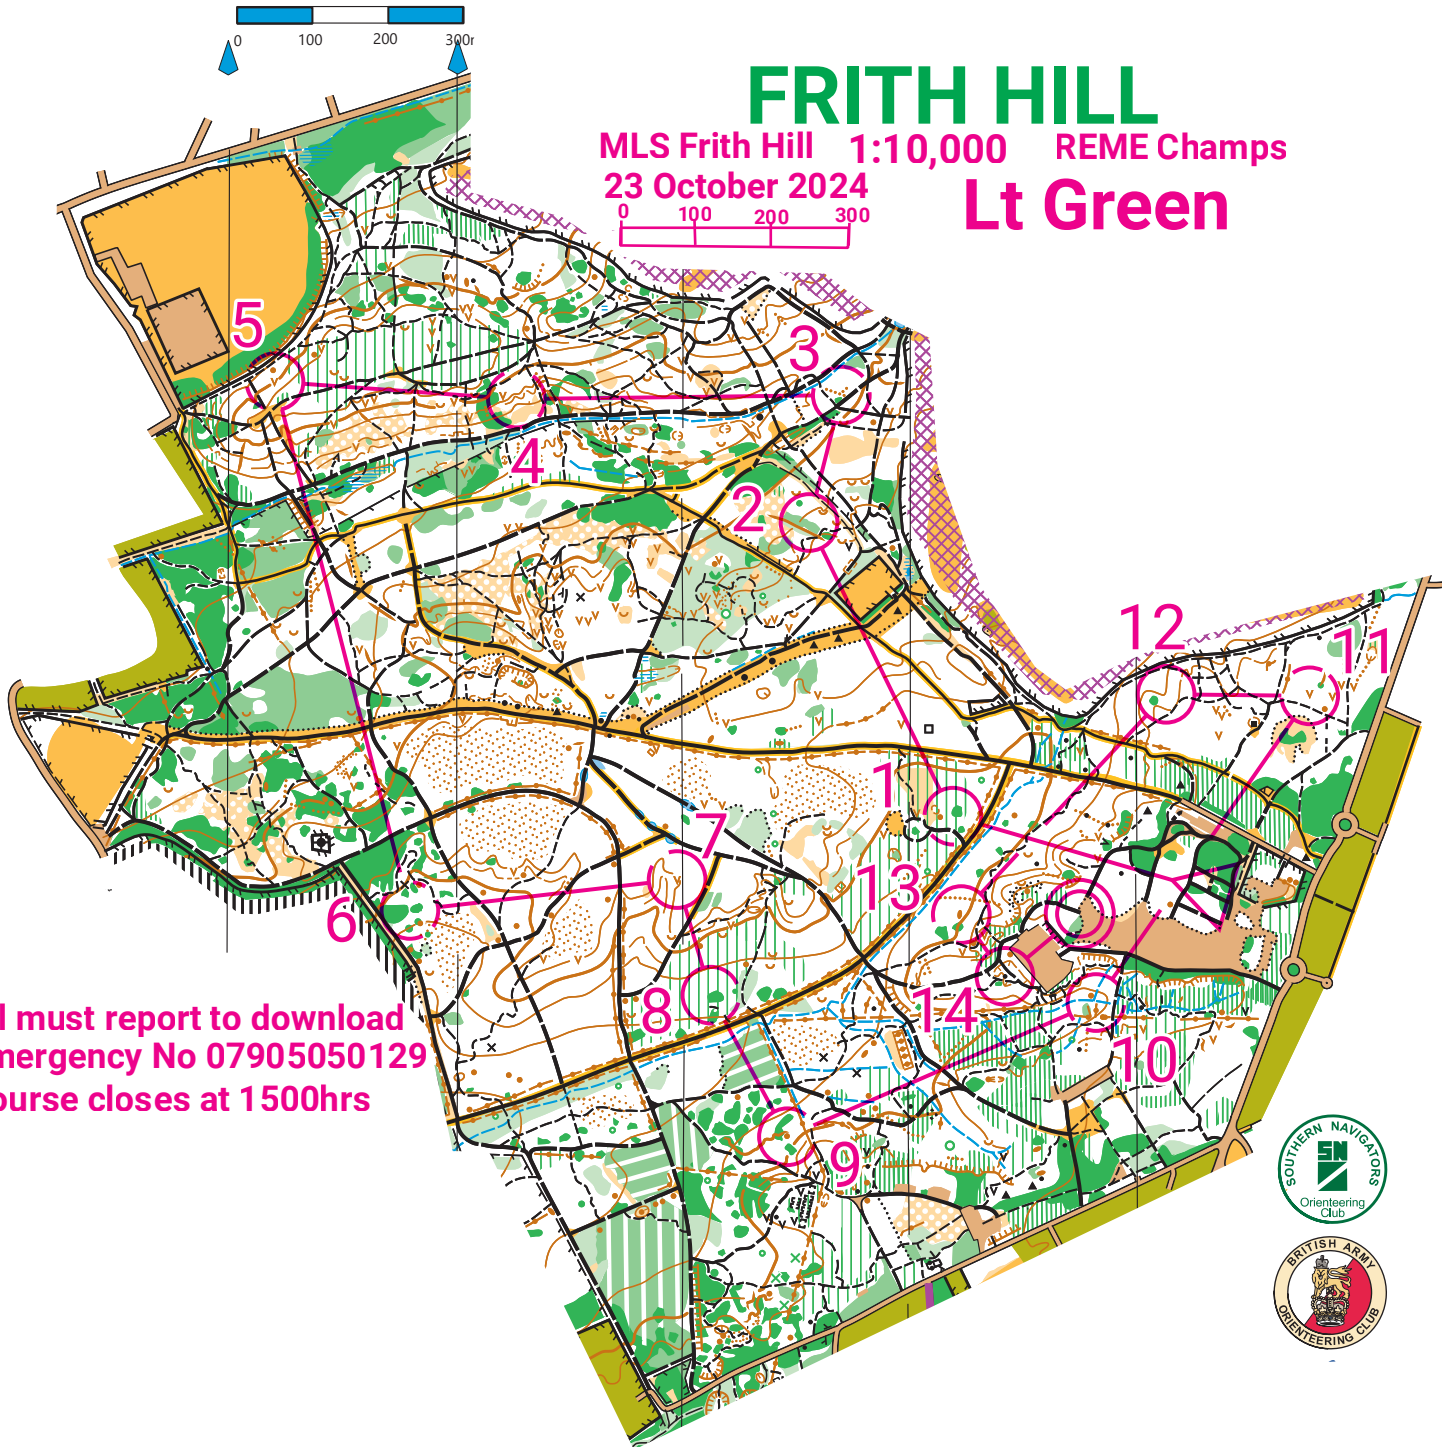 0 100 200 300m
FRITH HILL
MLS Frith Hill 1:10,000 REME Champs
23 October 2024
Lt Green
0 100 200 300
5
3
4
2
12
11
1
7
13
6
8
14
10
9
l must report to download
mergency No 07905050129
ourse closes at 1500hrs
SOUTHERN NAVIGATORS
SN
Orienteering
Club
BRITISH ARMY
ORIENTEERING CLUB